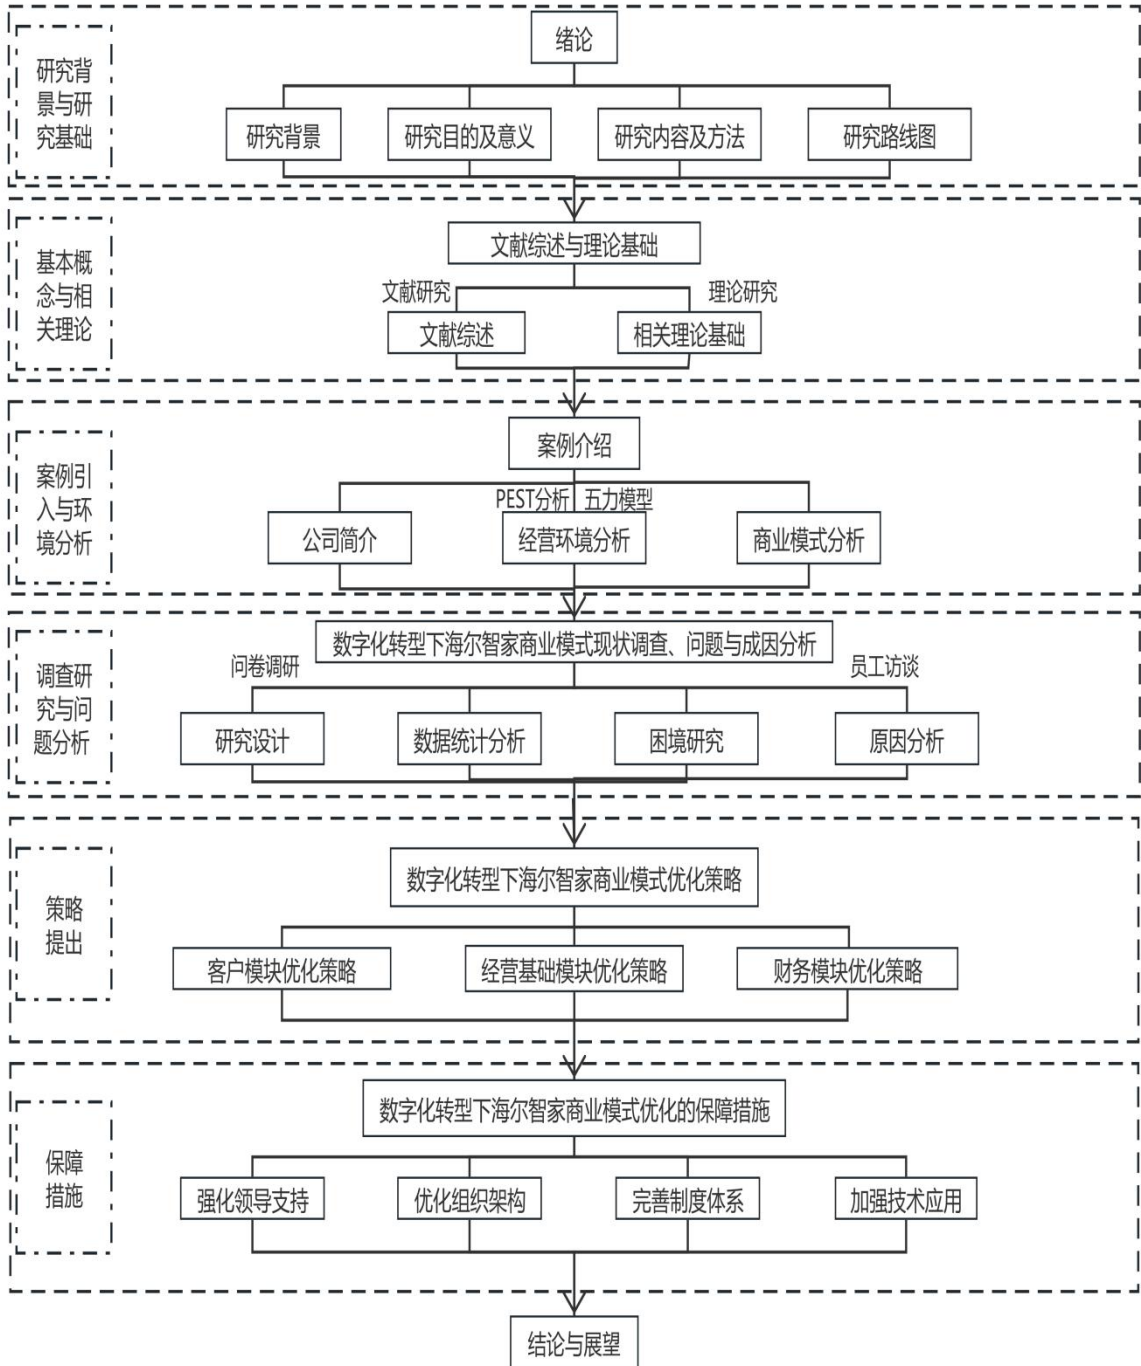 绪论
研究背
景与研
究基础
研究背景
研究目的及意义
研究内容及方法
研究路线图
基本概
念与相
关理论
文献综述与理论基础
文献研究
理论研究
文献综述
相关理论基础
案例引
入与环
境分析
案例介绍
PEST分析
五力模型
公司简介
经营环境分析
商业模式分析
调查研
究与问
题分析
数字化转型下海尔智家商业模式现状调查、问题与成因分析
问卷调研
员工访谈
研究设计
数据统计分析
困境研究
原因分析
策略
提出
数字化转型下海尔智家商业模式优化策略
客户模块优化策略
经营基础模块优化策略
财务模块优化策略
保障
措施
数字化转型下海尔智家商业模式优化的保障措施
强化领导支持
优化组织架构
完善制度体系
加强技术应用
结论与展望